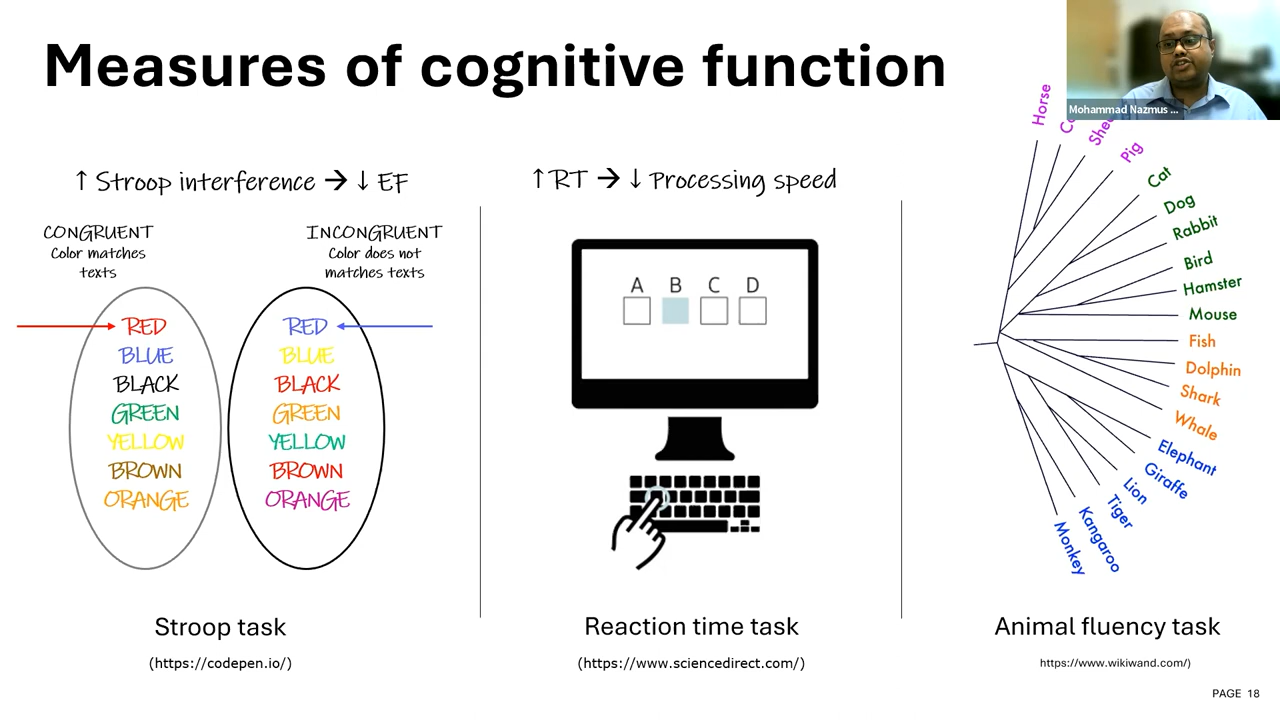 Measures of cognitive function
Mohammad Nazmus ...
↑ Stroop interference → ↓ EF
CONGRUENT
Color matches
texts
INCONGRUENT
Color does not
matches texts
RED
BLUE
BLACK
GREEN
YELLOW
BROWN
ORANGE
RED
BLUE
BLACK
GREEN
YELLOW
BROWN
ORANGE
Stroop task
(https://codepen.io/)
↑ RT → ↓ Processing speed
A B C D
Reaction time task
(https://www.sciencedirect.com/)
Horse
Pig
Cat
Dog
Rabbit
Bird
Hamster
Mouse
Fish
Dolphin
Shark
Whale
Elephant
Giraffe
Lion
Tiger
Kangaroo
Monkey
Animal fluency task
https://www.wikiwand.com/)
PAGE 18